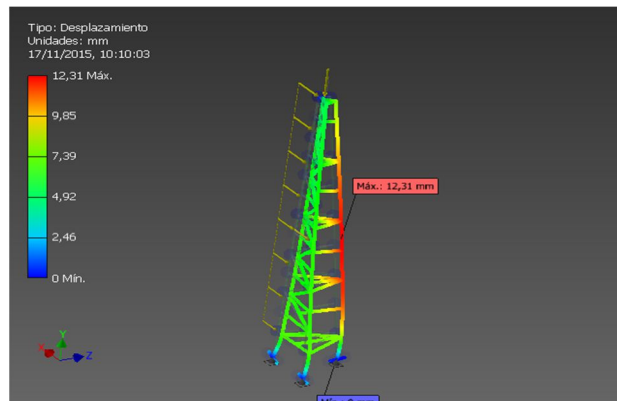 Tipo: Desplazamiento
Unidades: mm
17/11/2015, 10:10:03
12,31 Máx.
9,85
7,39
4,92
2,46
0 Mín.
Máx.: 12,31 mm
Y
X
Z